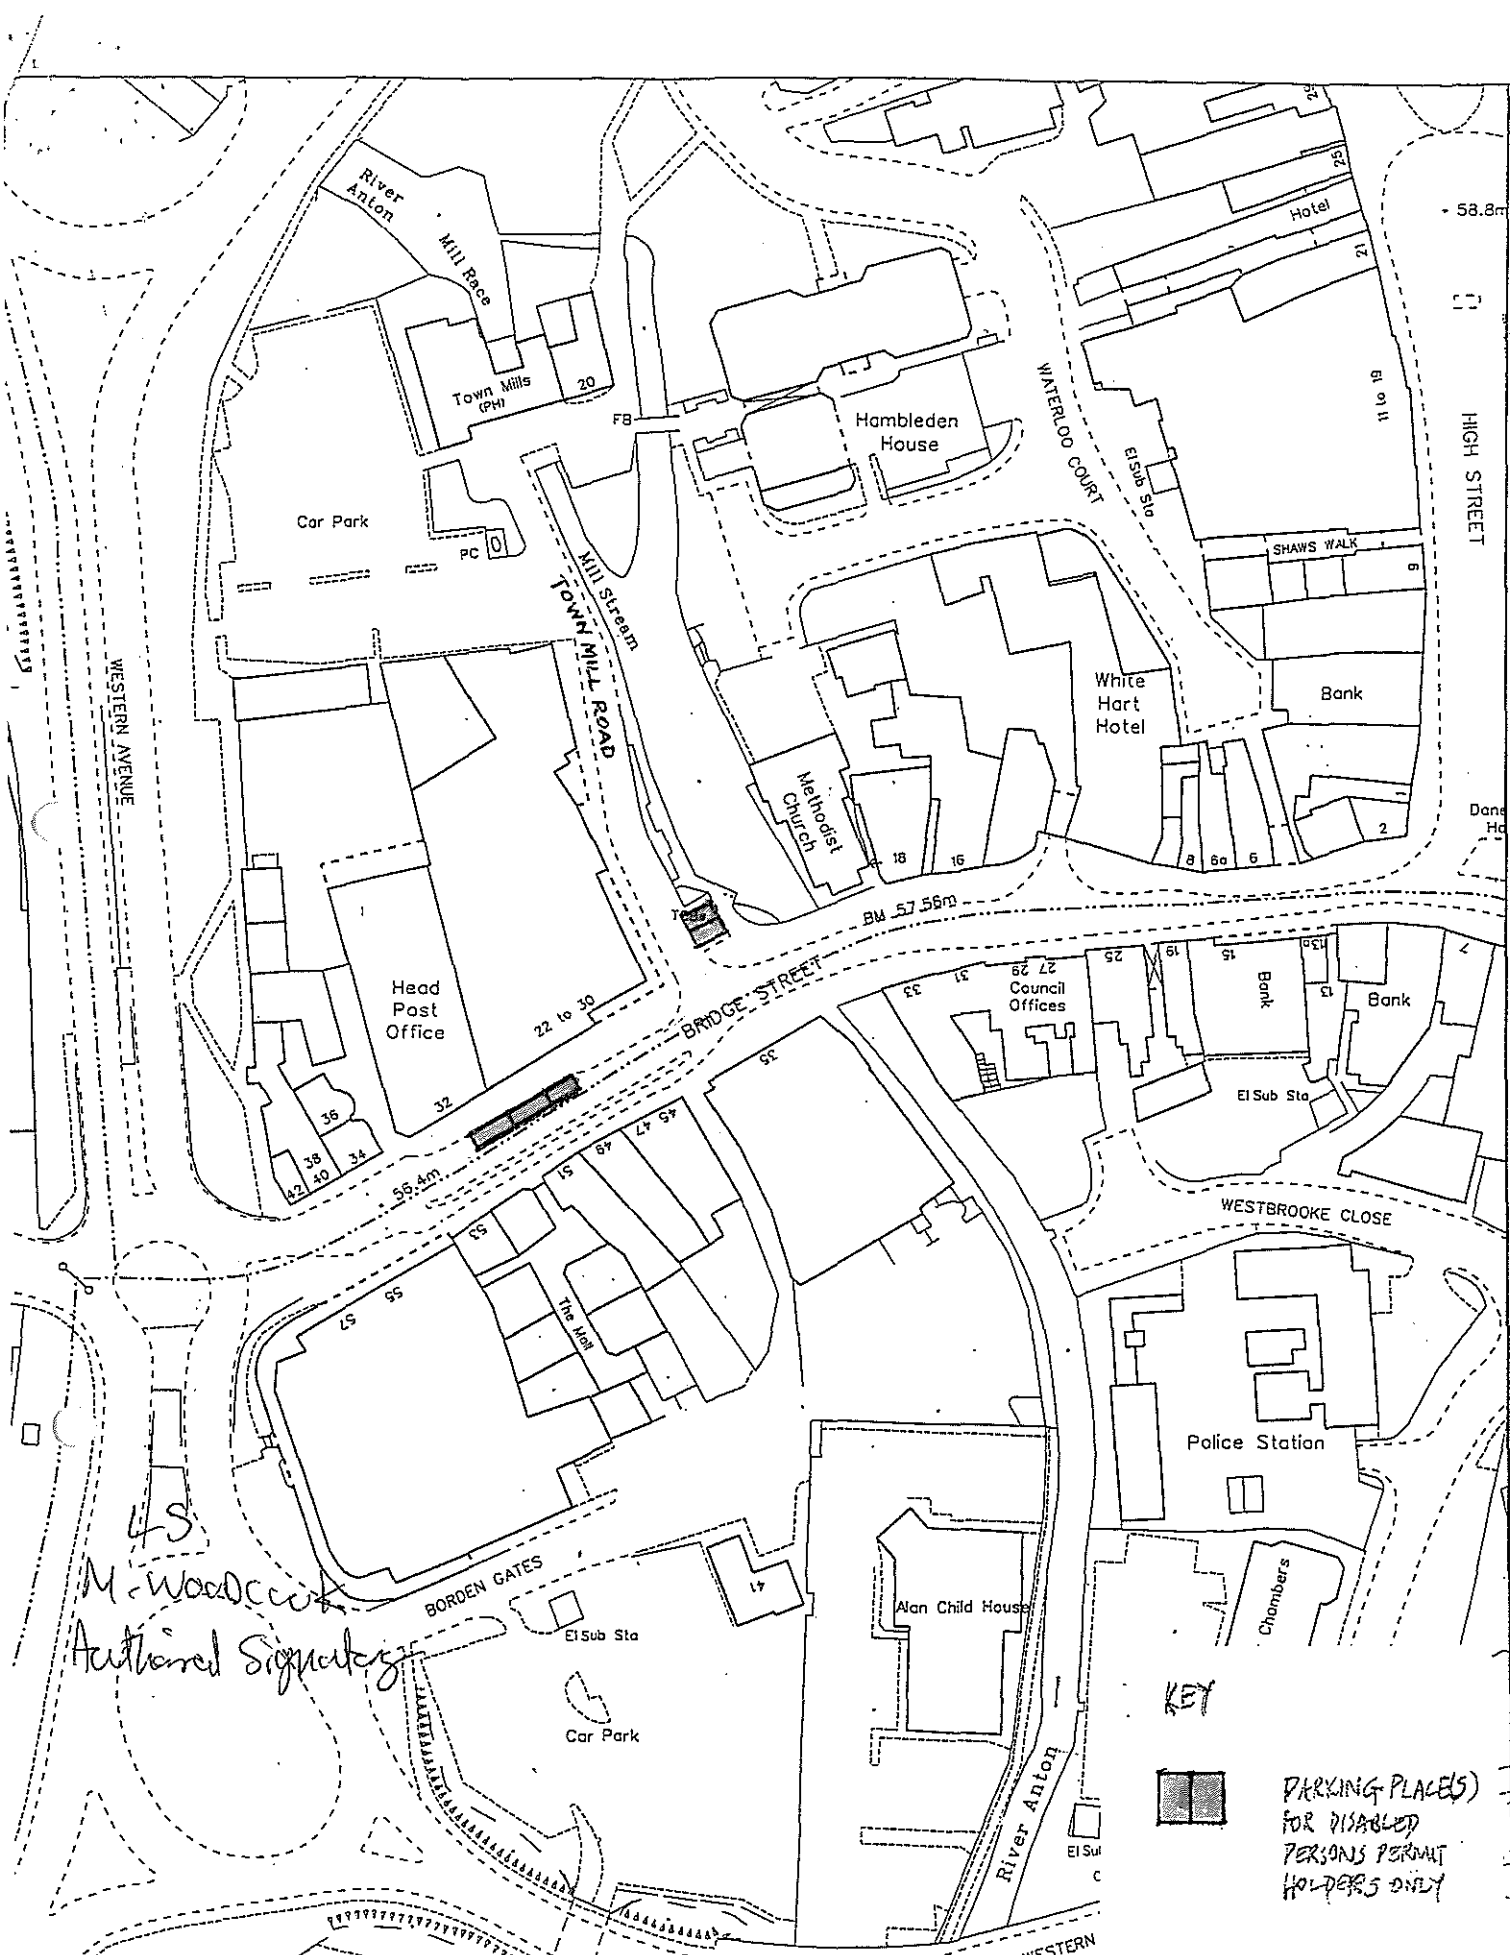 29
25
River
Anton
Hotel
58.8m
21
Mill Race
WATERLOO COURT
11 to 19
HIGH STREET
Town Mills
(PH)
20
FB
Hambleden
House
El Sub Sta
Car Park
PC
SHAWS WALK
9
Mill Stream
TOWN MILL ROAD
WESTERN AVENUE
White
Hart
Hotel
Bank
Methodist
Church
18
16
8
6a
6
2
1
BM 57.56m
Head
Post
Office
22 to 30
BRIDGE STREET
33
31
29
27
Council
Offices
25
19
15
Bank
13a
13
Bank
7
El Sub Sta
35
32
36
38
40
42
34
56.4m
45
47
49
51
53
55
57
The Mall
WESTBROOKE CLOSE
Police Station
LS
M. WOODCOCK
Authorised Signatory
BORDEN GATES
41
El Sub Sta
Alan Child House
Chambers
Car Park
River Anton
KEY
PARKING PLACE(S)
FOR DISABLED
PERSONS PERMIT
HOLDERS ONLY
El Su
WESTERN